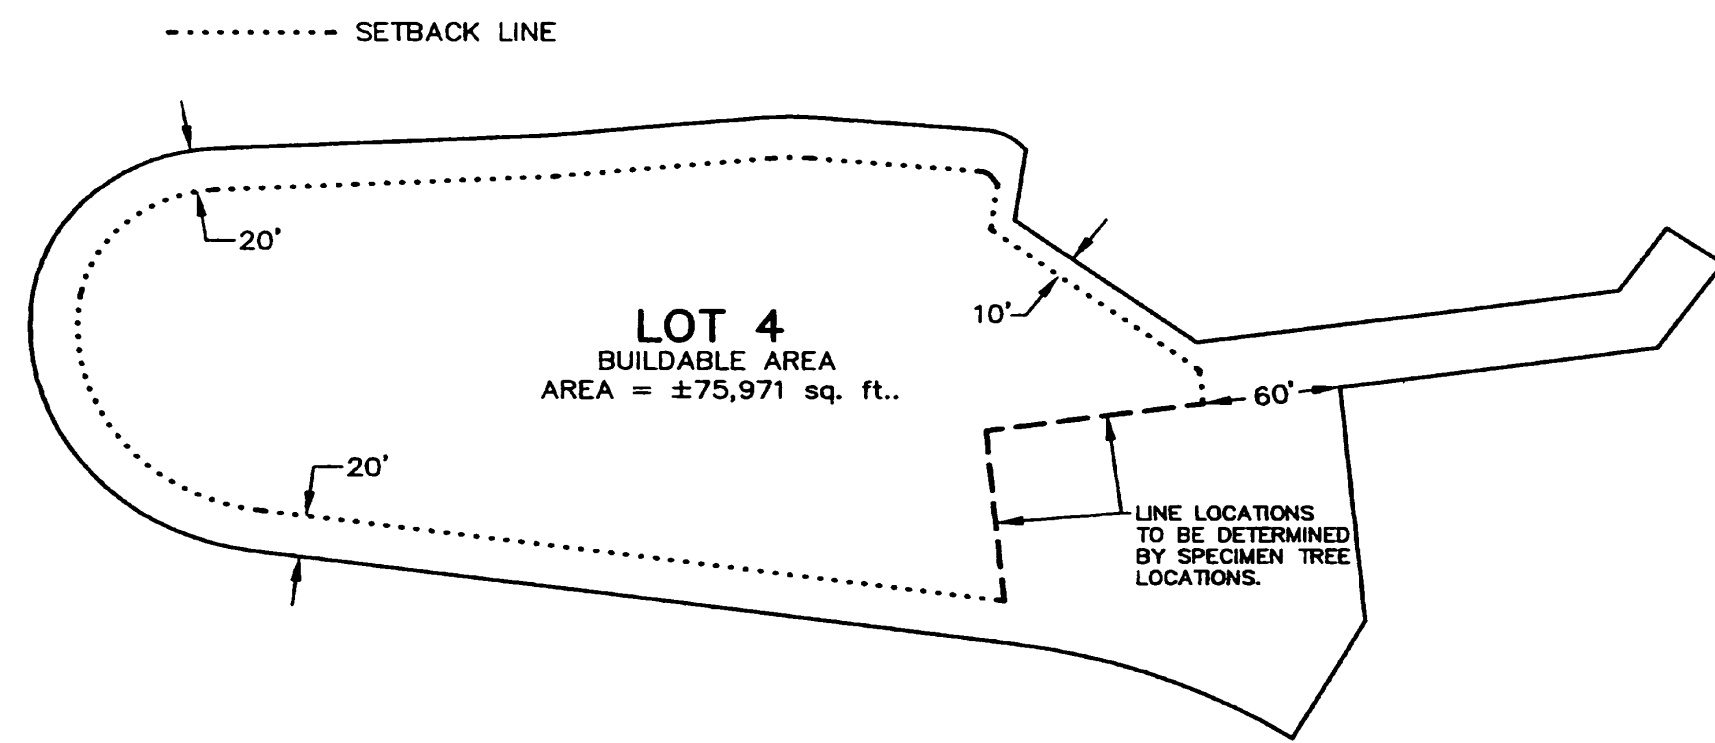 SETBACK LINE
20'
10'
LOT 4
BUILDABLE AREA
AREA = ±75,971 sq. ft..
60'
20'
LINE LOCATIONS
TO BE DETERMINED
BY SPECIMEN TREE
LOCATIONS.